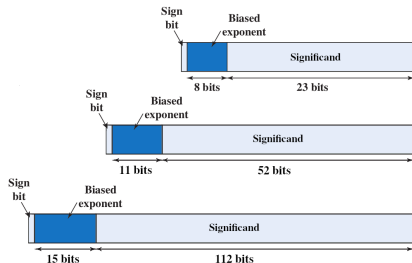 Sign
bit
Biased
exponent
Significand
8 bits
23 bits
Sign
bit
Biased
exponent
Significand
11 bits
52 bits
Sign
bit
Biased
exponent
Significand
15 bits
112 bits